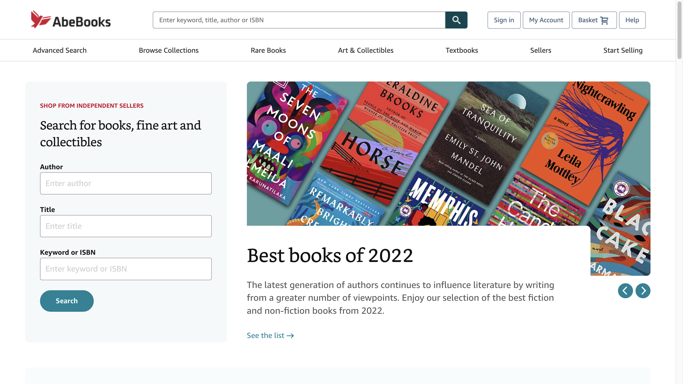 AbeBooks
Enter keyword, title, author or ISBN
Sign in
My Account
Basket
Help
Advanced Search
Browse Collections
Rare Books
Art & Collectibles
Textbooks
Sellers
Start Selling
SHOP FROM INDEPENDENT SELLERS
Search for books, fine art and
collectibles
Author
Enter author
Title
Enter title
Keyword or ISBN
Enter keyword or ISBN
Search
THE
SEVEN
MOONS
OF
MAALI
ALMEIDA
KARUNATILAKA
GERALDINE
BROOKS
HORSE
SEA OF
TRANQUILITY
EMILY ST. JOHN
MANDEL
Nightcrawling
a Novel
Leila
Mottley
REMARKABLY
BRIGHT
MEMPHIS
The
BLACK
CAKE
Best books of 2022
The latest generation of authors continues to influence literature by writing
from a greater number of viewpoints. Enjoy our selection of the best fiction
and non-fiction books from 2022.
See the list →